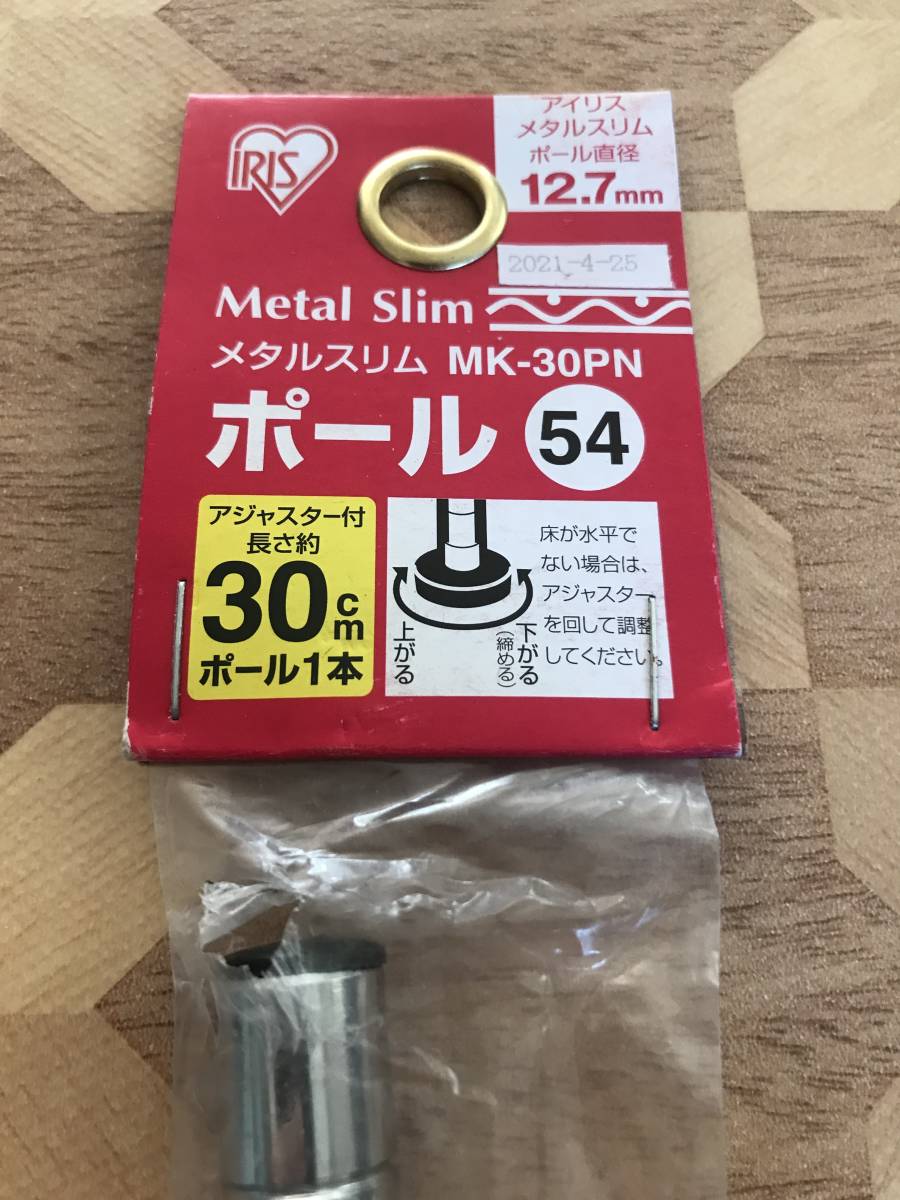 IRIS
アイリス
メタルスリム
ポール直径
12.7mm
2021-4-25
Metal Slim
メタルスリム MK-30PN
ポール 54
アジャスター付
長さ約
30cm
ポール1本
上がる
下がる
(締める)
床が水平で
ない場合は、
アジャスター
を回して調整
してください。